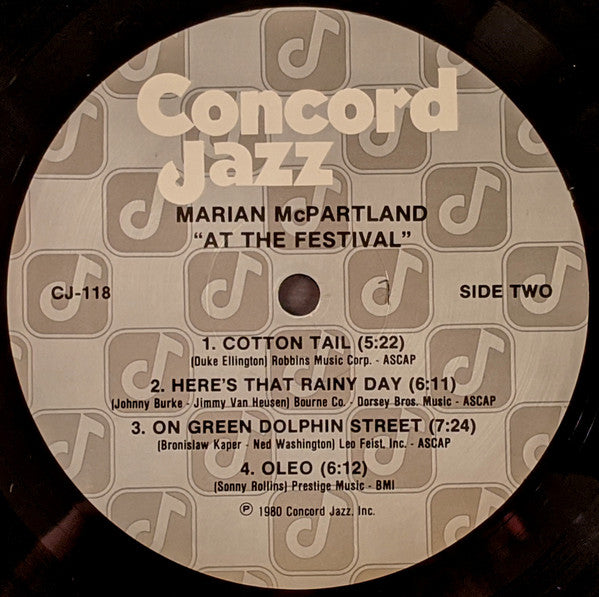 Concord
Jazz
MARIAN McPARTLAND
“AT THE FESTIVAL”
CJ-118
SIDE TWO
1. COTTON TAIL (5:22)
(Duke Ellington) Robbins Music Corp. - ASCAP
2. HERE'S THAT RAINY DAY (6:11)
(Johnny Burke - Jimmy Van Heusen) Bourne Co. - Dorsey Bros. Music - ASCAP
3. ON GREEN DOLPHIN STREET (7:24)
(Bronislaw Kaper - Ned Washington) Leo Feist, Inc. - ASCAP
4. OLEO (6:12)
(Sonny Rollins) Prestige Music - BMI
℗ 1980 Concord Jazz, Inc.